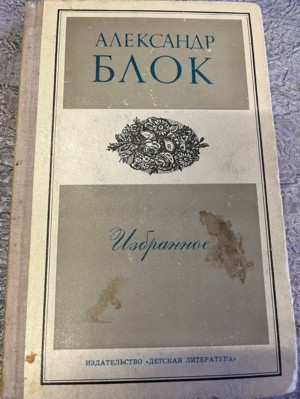 АЛЕКСАНДР
БЛОК
Избранное
ИЗДАТЕЛЬСТВО «ДЕТСКАЯ ЛИТЕРАТУРА»